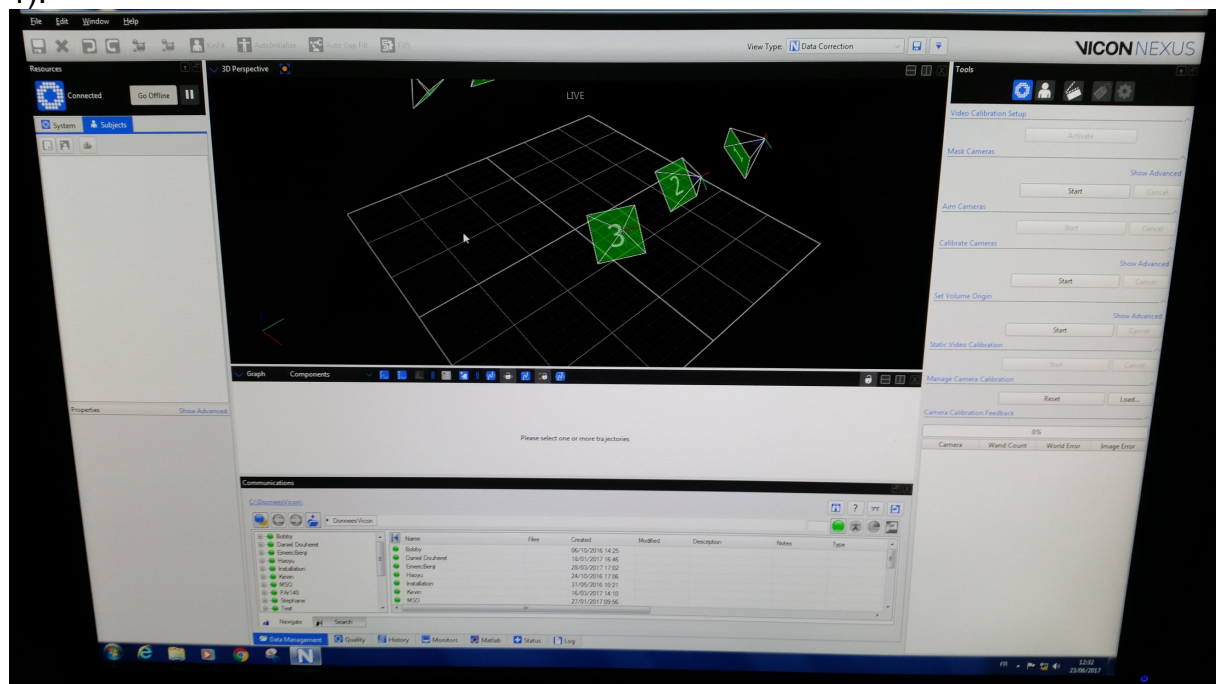 File Edit Window Help
AutoInitialize Auto Gap Fill
View Type: Data Correction
VICON NEXUS
Resources
Connected Go Offline
System Subjects
Properties Show Advanced
3D Perspective
LIVE
1
2
3
Graph Components
Please select one or more trajectories
Communications
C:\DonneesVicon\
DonneesVicon
Bobby
Daniel Douheret
EmericBenji
Haoyu
Installation
Kevin
MSO
PAr148
Stephane
Test
Name Files Created Modified Description Notes Type
Bobby 06/10/2016 14:25
Daniel Douheret 18/01/2017 16:46
EmericBenji 28/03/2017 17:02
Haoyu 24/10/2016 17:06
Installation 31/05/2016 10:21
Kevin 16/03/2017 14:10
MSO 27/01/2017 09:56
Navigate Search
Data Management Quality History Monitors Matlab Status Log
Tools
Video Calibration Setup
Activate
Mask Cameras
Show Advanced
Start Cancel
Aim Cameras
Start Cancel
Calibrate Cameras
Show Advanced
Start Cancel
Set Volume Origin
Show Advanced
Start Cancel
Static Video Calibration
Start Cancel
Manage Camera Calibration
Reset Load...
Camera Calibration Feedback
0%
Camera Wand Count World Error Image Error
FR 12:32
23/06/2017